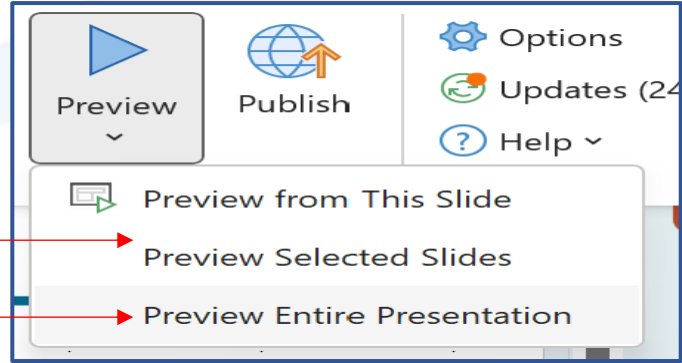 Preview
Publish
Options
Updates (24
Help
Preview from This Slide
Preview Selected Slides
Preview Entire Presentation